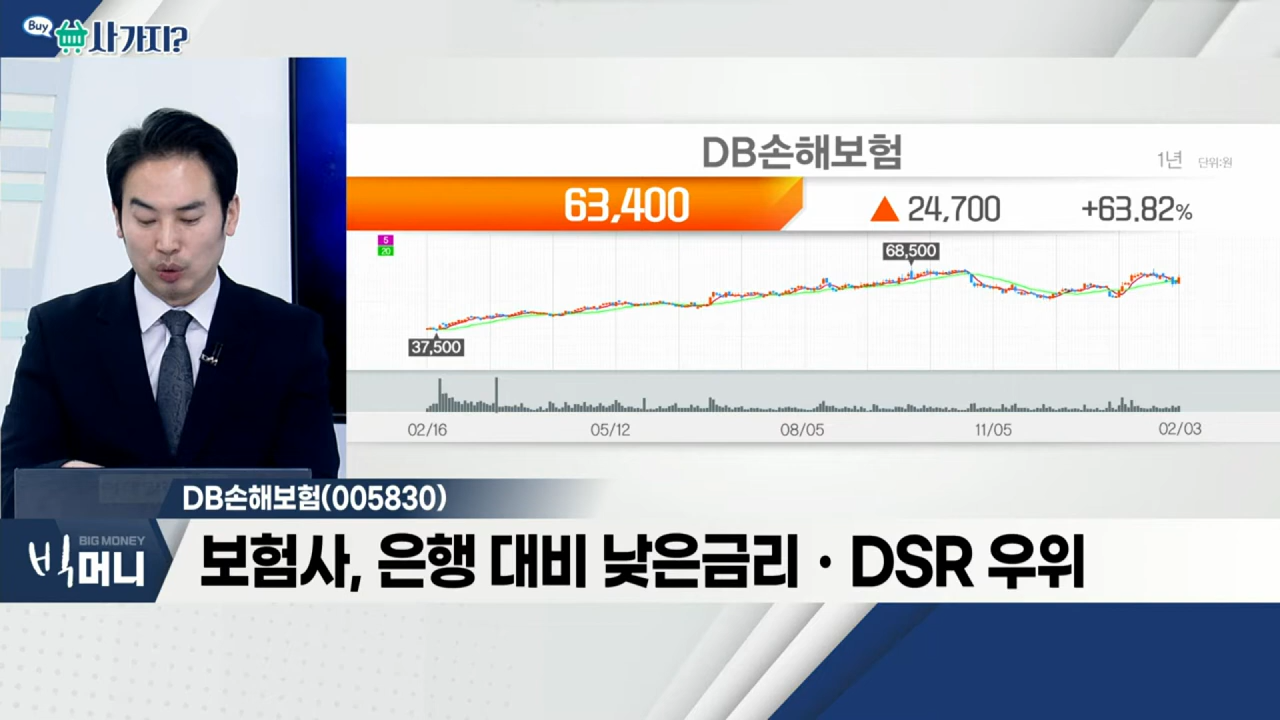 Buy
사가지?
DB손해보험
1년 단위:원
63,400 ▲ 24,700 +63.82%
5
20
68,500
37,500
02/16 05/12 08/05 11/05 02/03
DB손해보험(005830)
BIG MONEY
빅머니
보험사, 은행 대비 낮은금리·DSR 우위